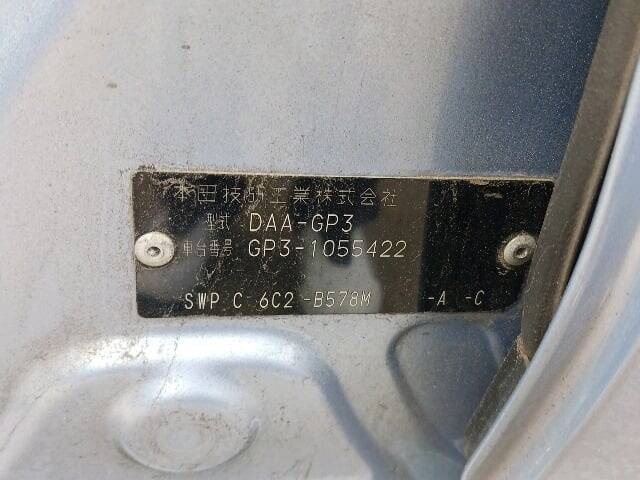 本田技研工業株式会社
型式 DAA-GP3
車台番号 GP3-1055422
SWP C 6C2 -B578M -A -C